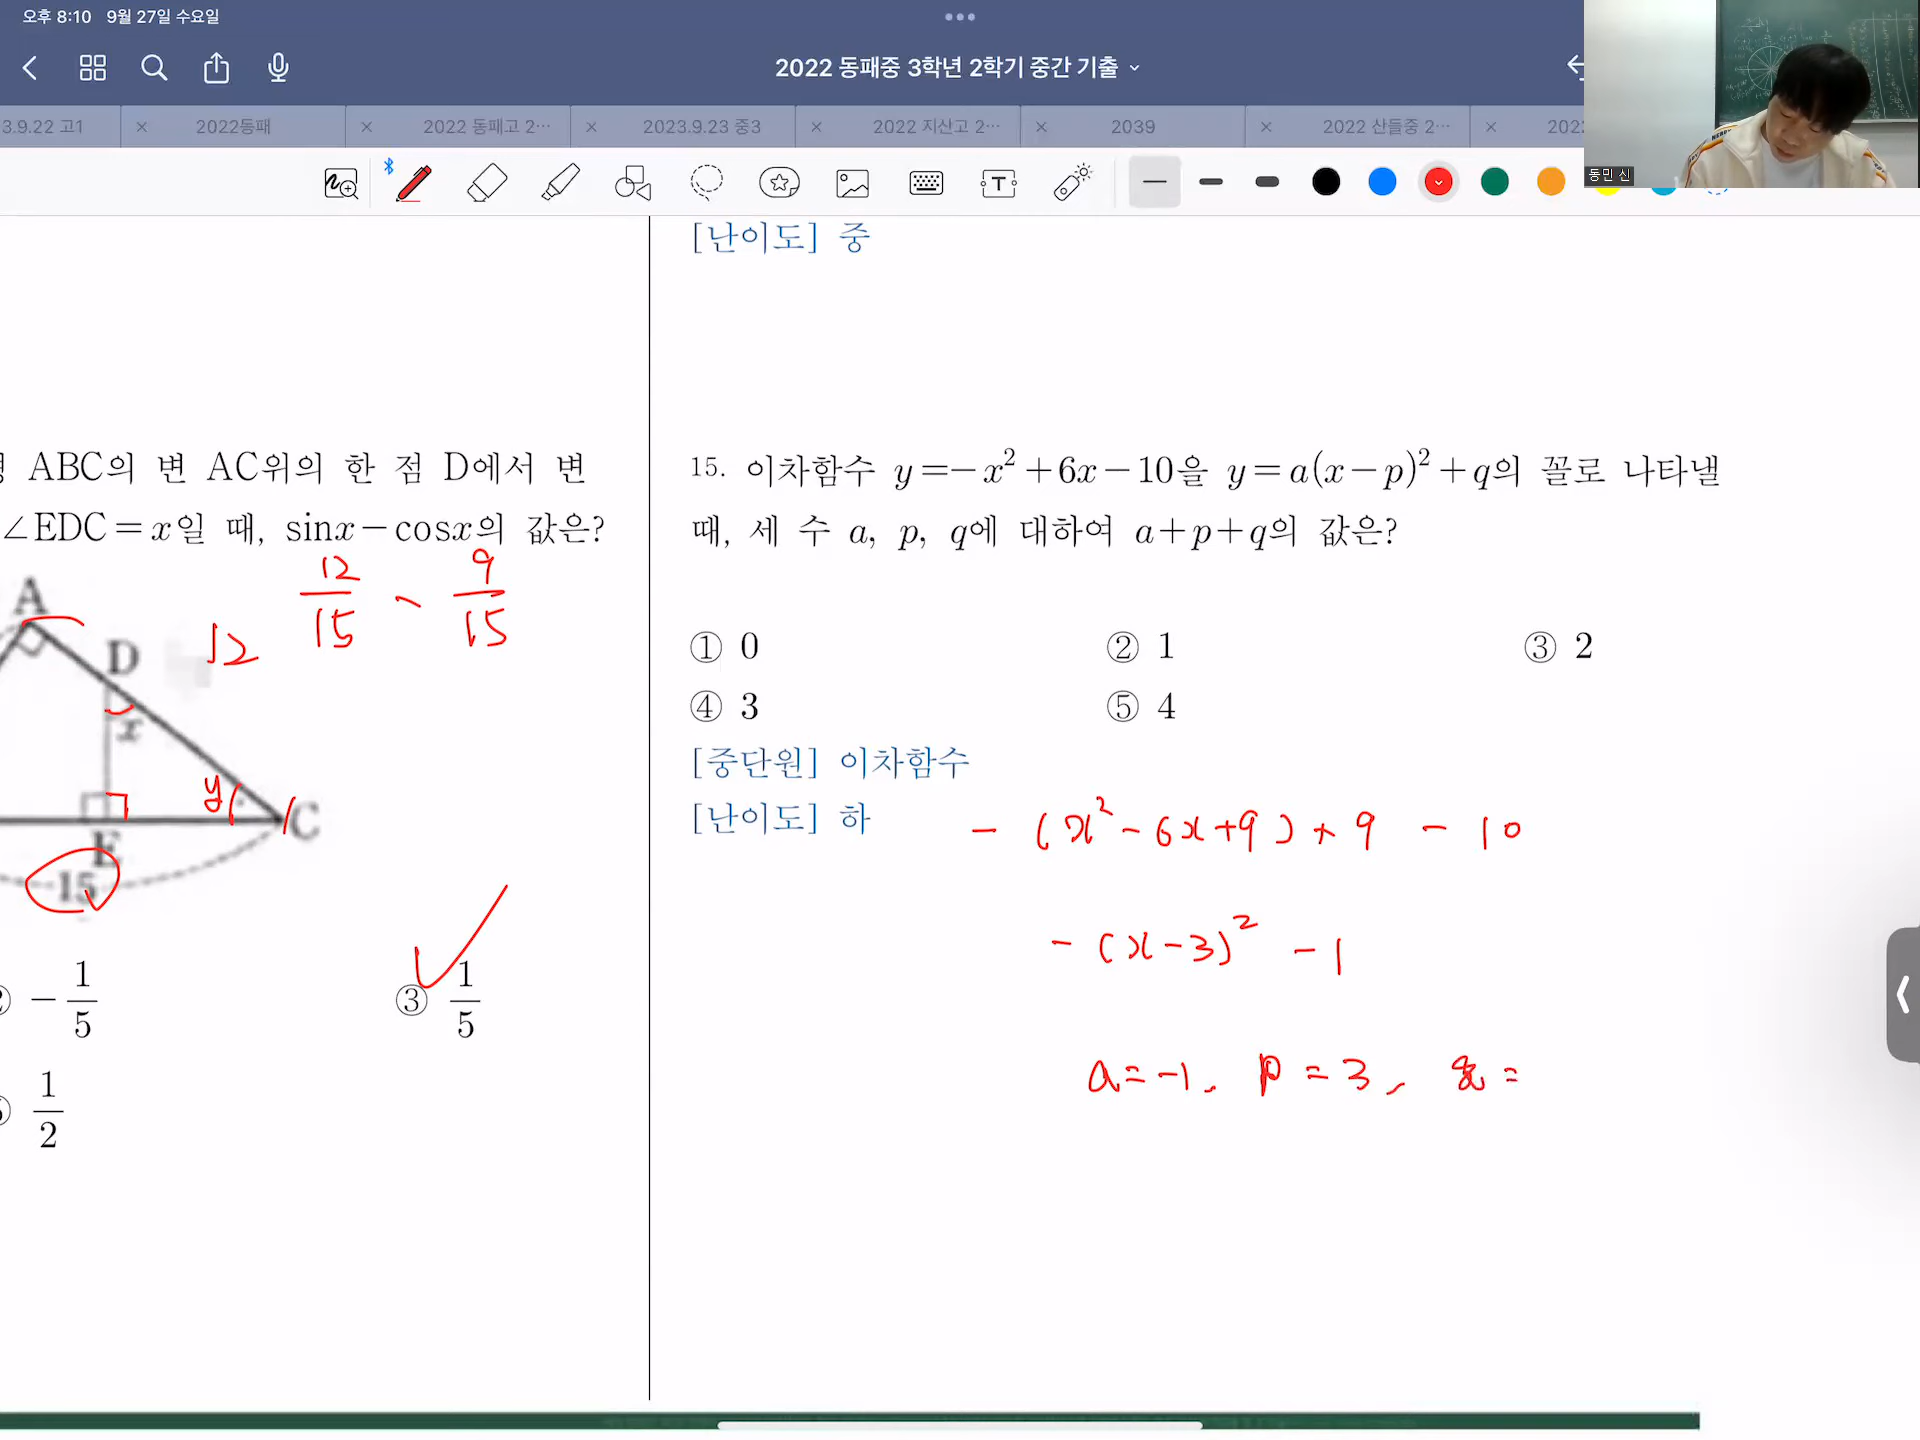 오후 8:10 9월 27일 수요일
2022 동패중 3학년 2학기 중간 기출
3.9.22 고1
2022동패
2022 동패고 2…
2023.9.23 중3
2022 지산고 2…
2039
2022 산들중 2…
202
동민 신
[난이도] 중
ABC의 변 AC위의 한 점 D에서 변
∠EDC=x일 때, sinx-cosx의 값은?
12/15 - 9/15
12
A
D
x
y
E
C
15
② -1/5
③ 1/5
1/2
15. 이차함수 y=-x²+6x-10을 y=a(x-p)²+q의 꼴로 나타낼
때, 세 수 a, p, q에 대하여 a+p+q의 값은?
① 0 ② 1 ③ 2
④ 3 ⑤ 4
[중단원] 이차함수
[난이도] 하
-(x²-6x+9)+9-10
-(x-3)²-1
a=-1, p=3, q=